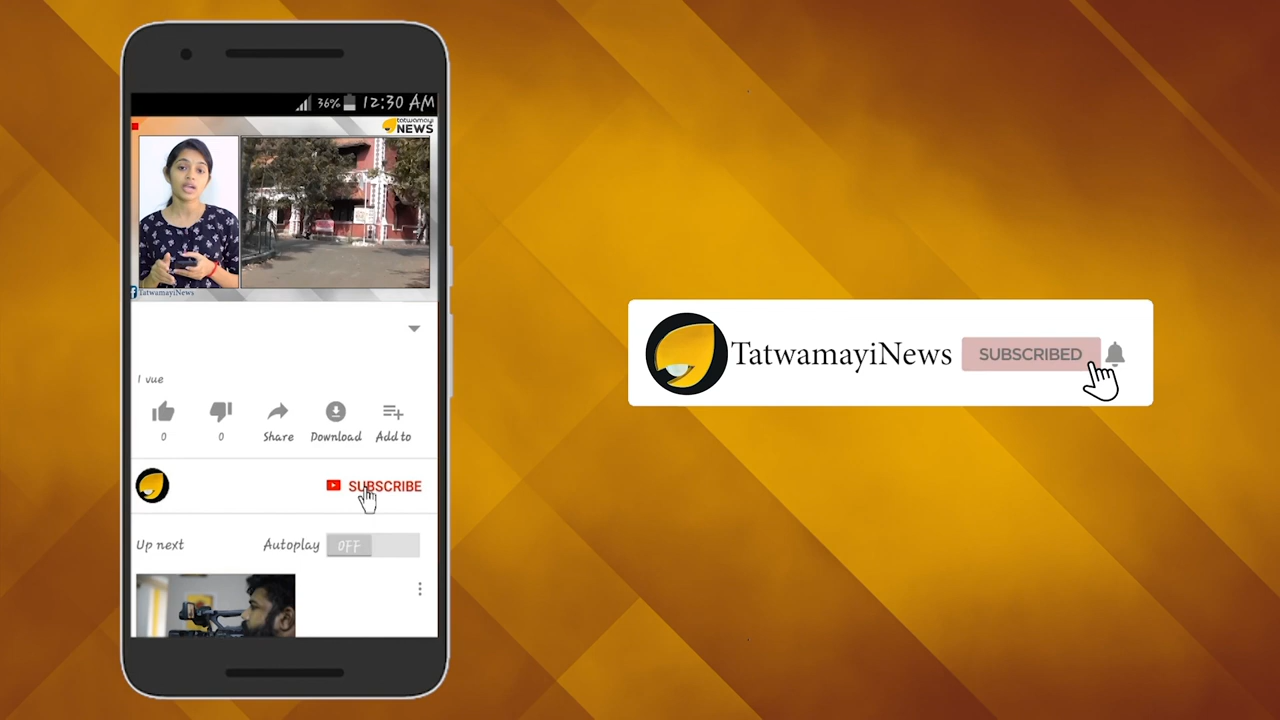 36% 12:30 AM
tatwamayi
NEWS
TatwamayiNews
1 vue
0 0 Share Download Add to
SUBSCRIBE
Up next Autoplay OFF
TatwamayiNews SUBSCRIBED